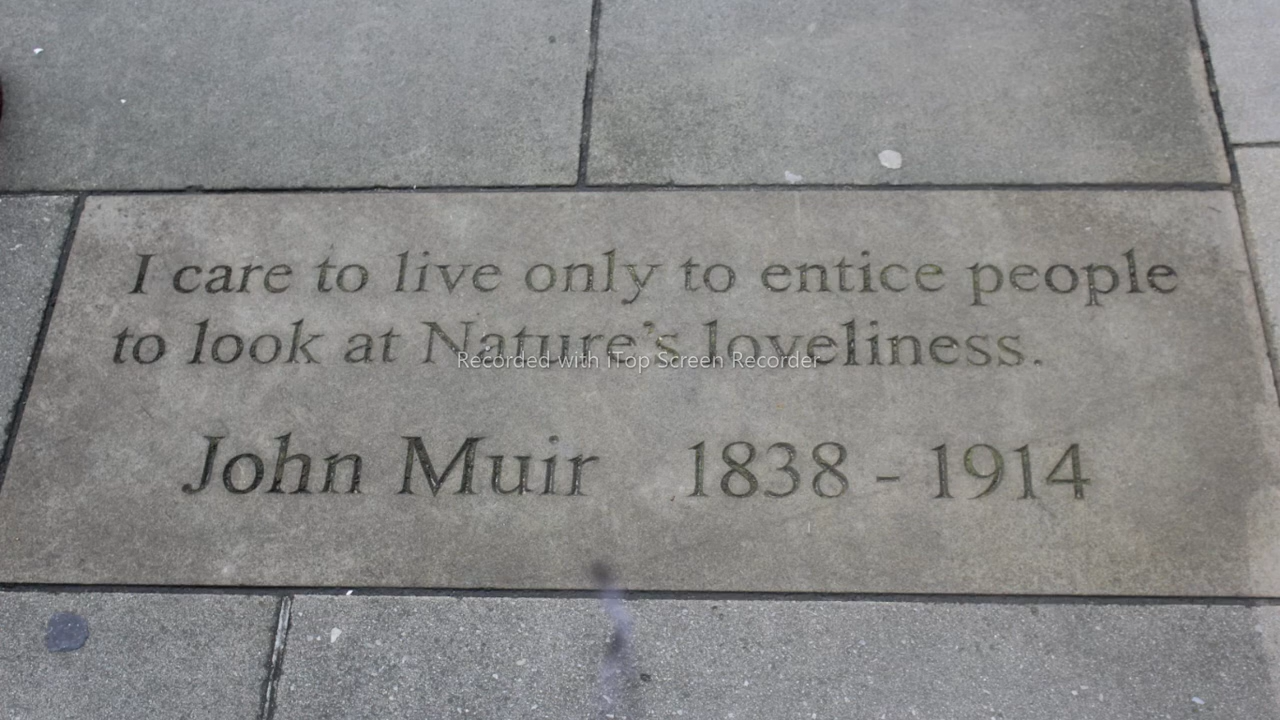 I care to live only to entice people
to look at Nature's loveliness.
Recorded with iTop Screen Recorder
John Muir 1838 - 1914